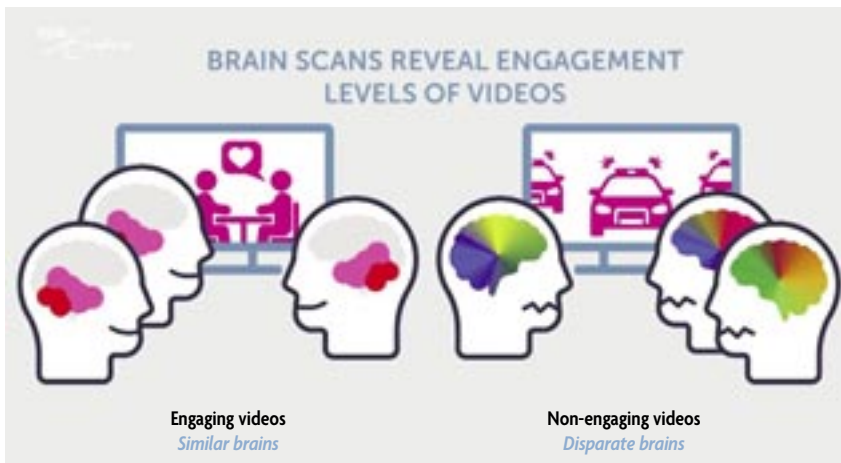 BRAIN SCANS REVEAL ENGAGEMENT
LEVELS OF VIDEOS
Engaging videos
Similar brains
Non-engaging videos
Disparate brains